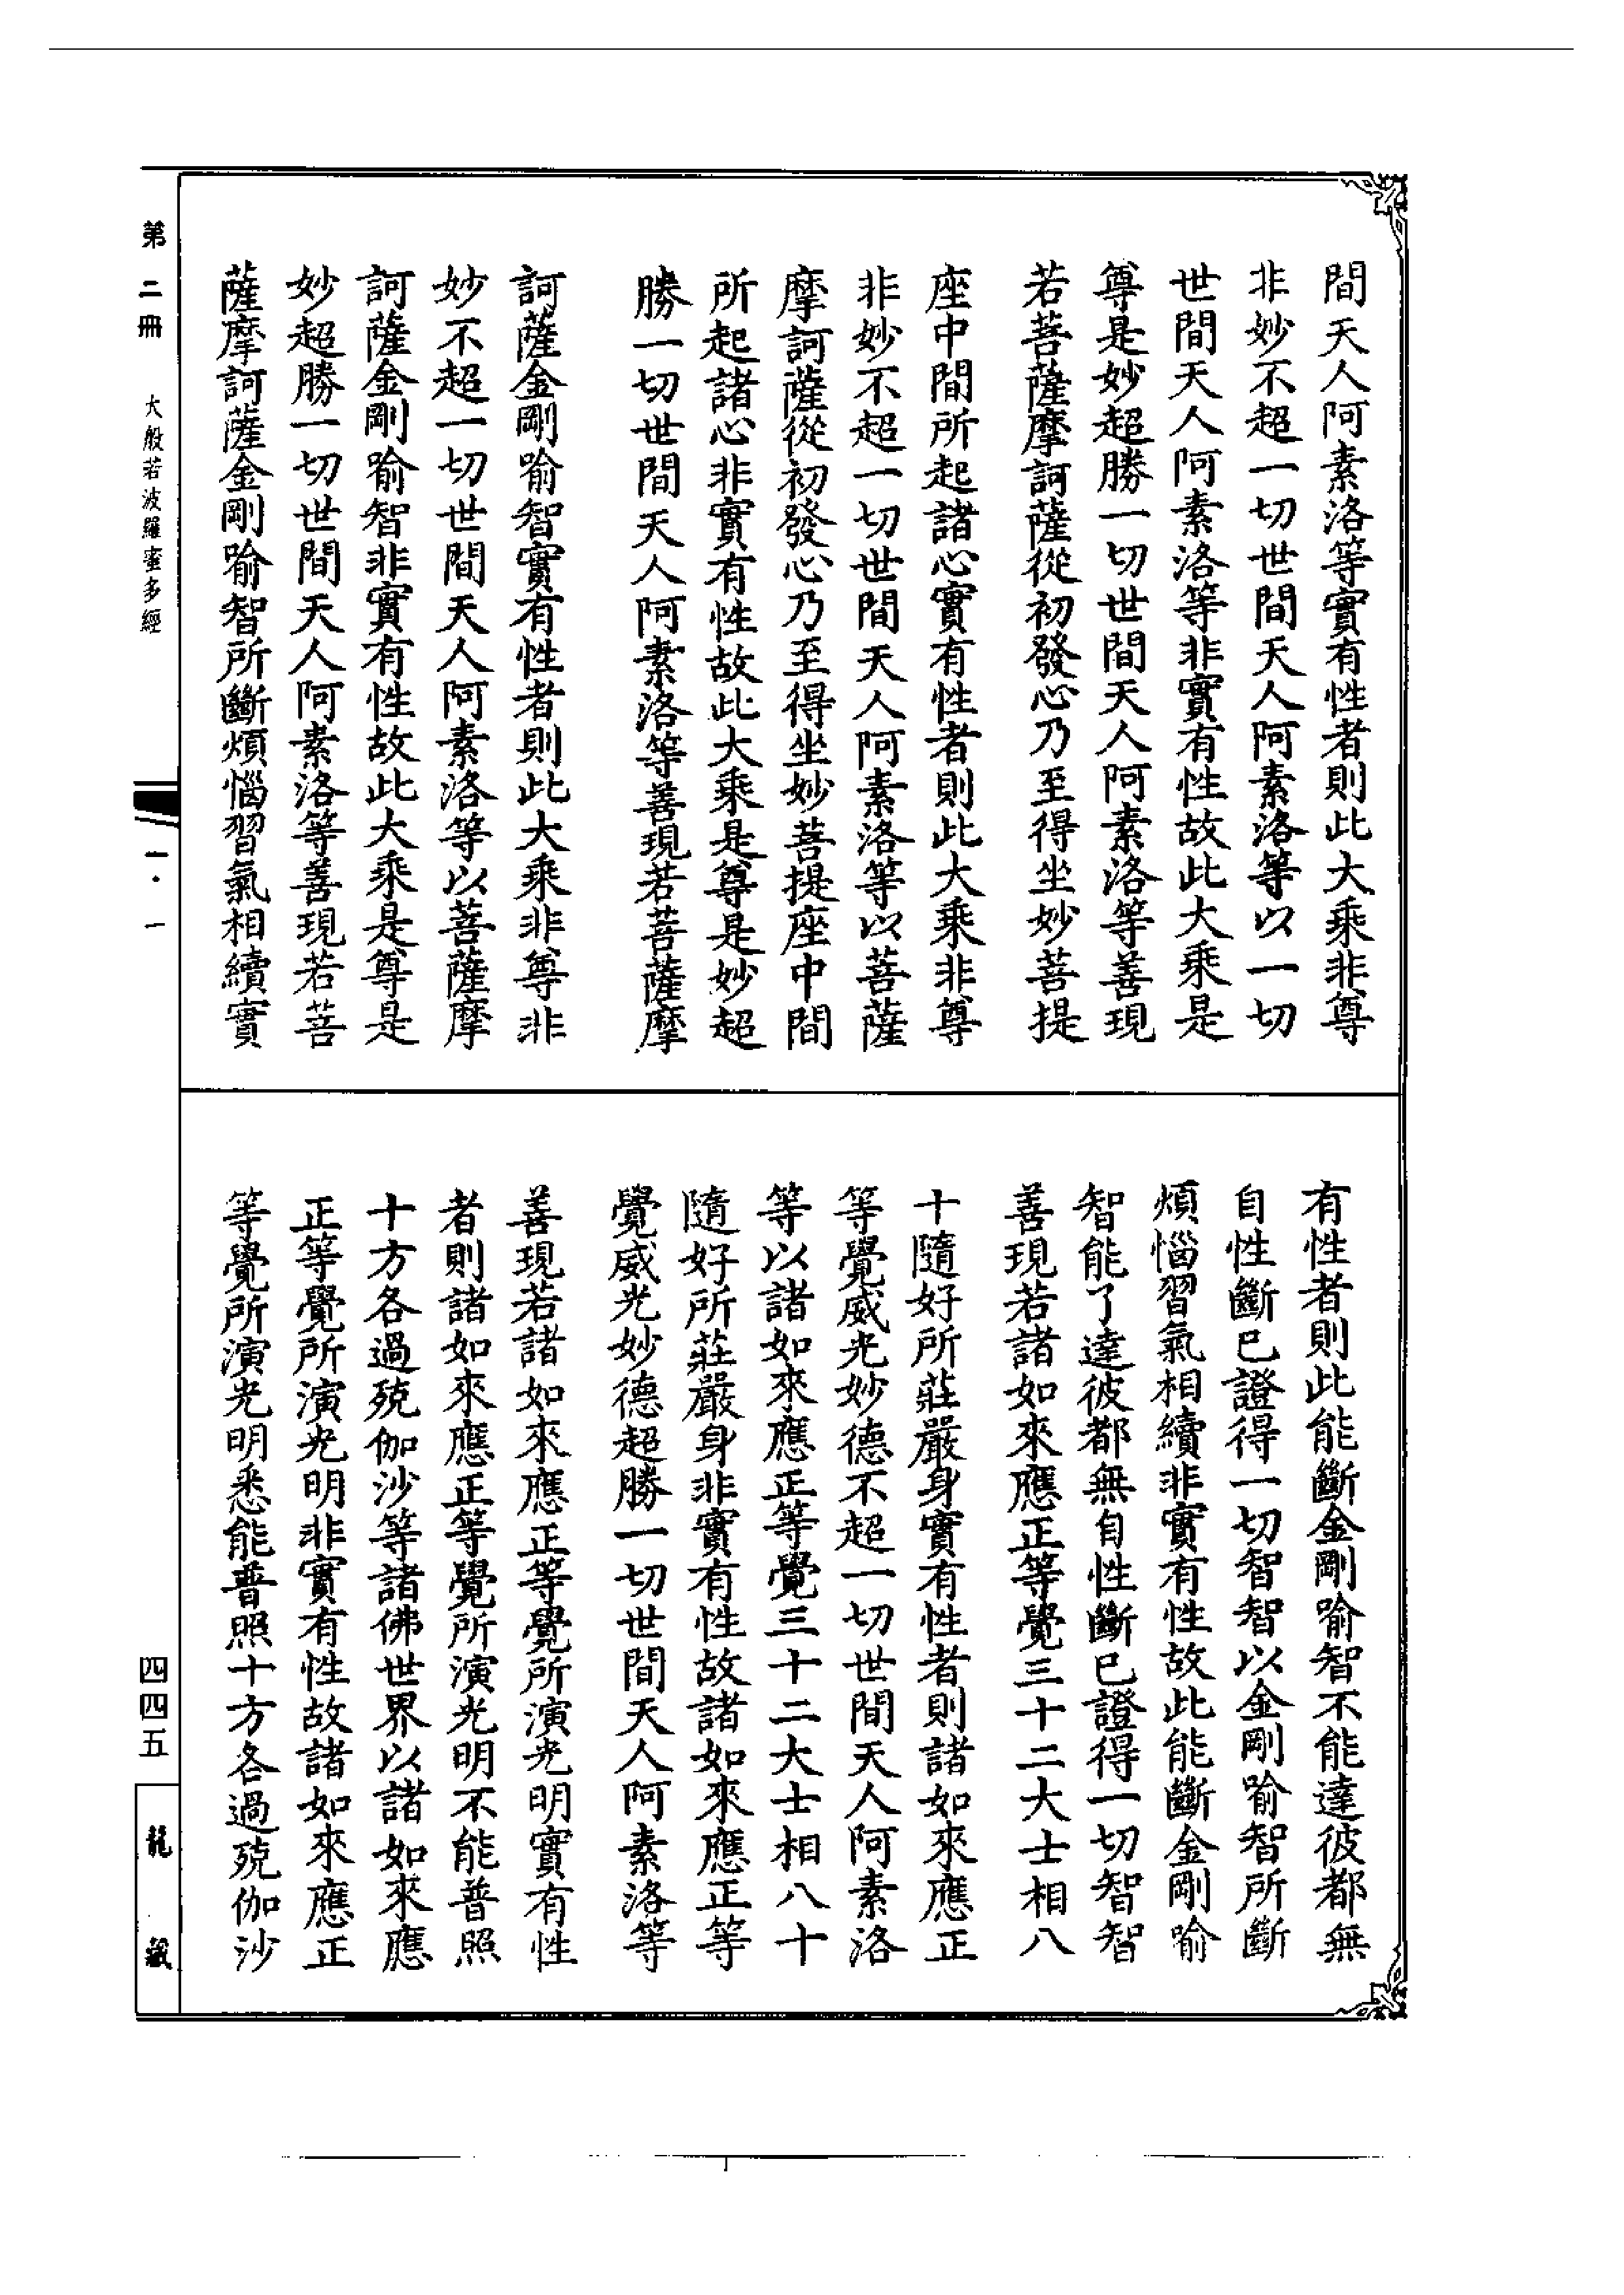 間天人阿素洛等實有性者則此大乘非尊
非妙不超一切世間天人阿素洛等以一切
世間天人阿素洛等非實有性故此大乘是
尊是妙超勝一切世間天人阿素洛等善現
若菩薩摩訶薩從初發心乃至得坐妙菩提
座中間所起諸心實有性者則此大乘非尊
非妙不超一切世間天人阿素洛等以菩薩
摩訶薩從初發心乃至得坐妙菩提座中間
所起諸心非實有性故此大乘是尊是妙超
勝一切世間天人阿素洛等善現若菩薩摩
訶薩金剛喻智實有性者則此大乘非尊非
妙不超一切世間天人阿素洛等以菩薩摩
訶薩金剛喻智非實有性故此大乘是尊是
妙超勝一切世間天人阿素洛等善現若菩
薩摩訶薩金剛喻智所斷煩惱習氣相續實
有性者則此能斷金剛喻智不能達彼都無
自性斷已證得一切智智以金剛喻智所斷
煩惱習氣相續非實有性故此能斷金剛喻
智能了達彼都無自性斷已證得一切智智
善現若諸如來應正等覺三十二大士相八
十隨好所莊嚴身實有性者則諸如來應正
等覺威光妙德不超一切世間天人阿素洛
等以諸如來應正等覺三十二大士相八十
隨好所莊嚴身非實有性故諸如來應正等
覺威光妙德超勝一切世間天人阿素洛等
善現若諸如來應正等覺所演光明實有性
者則諸如來應正等覺所演光明不能普照
十方各過殑伽沙等諸佛世界以諸如來應
正等覺所演光明非實有性故諸如來應正
等覺所演光明悉能普照十方各過殑伽沙
第二冊
大般若波羅蜜多經
一·一
四四五
龍藏